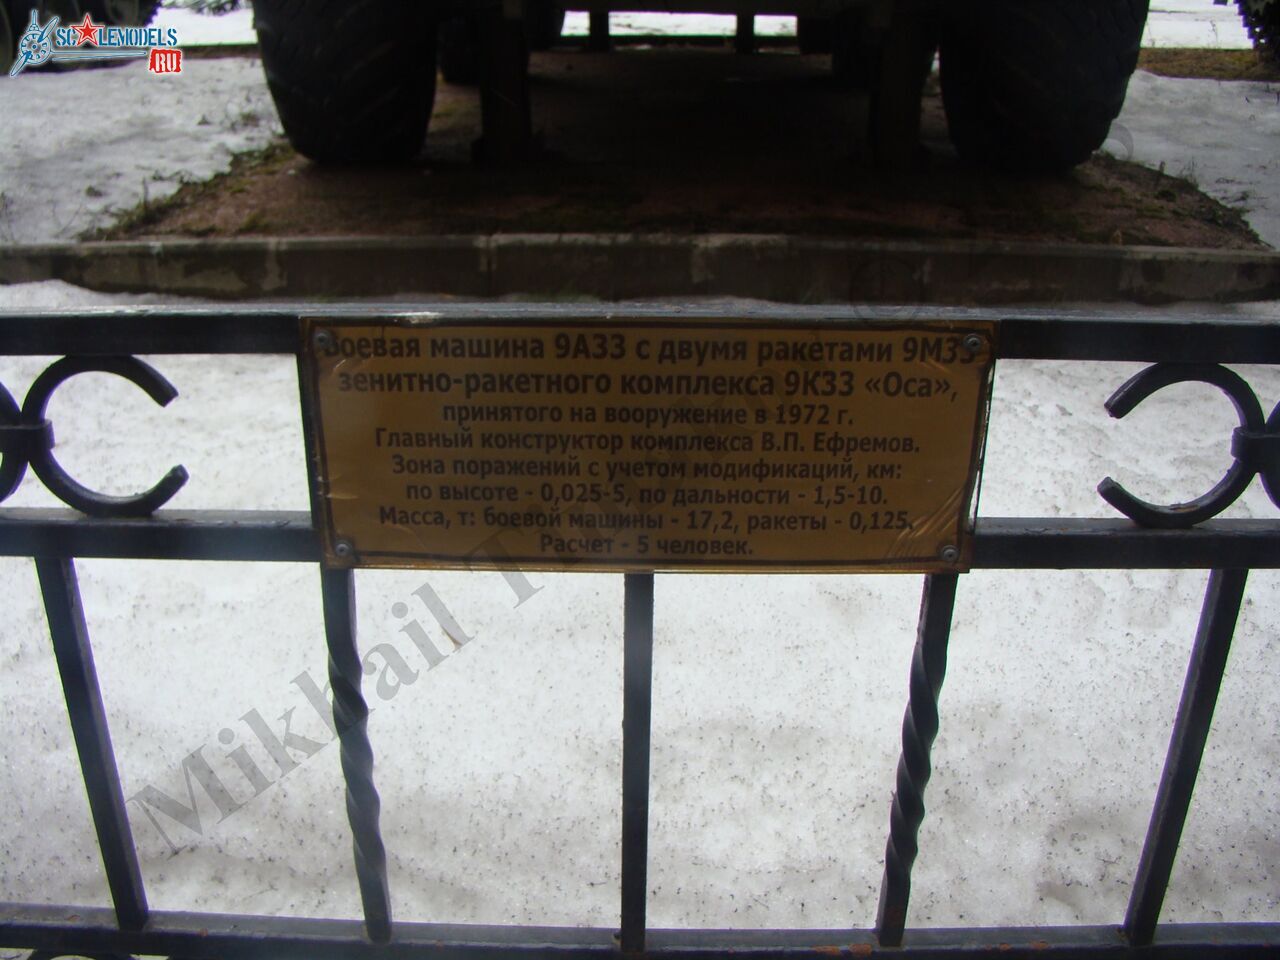 SCALEMODELS
RU
Боевая машина 9А33 с двумя ракетами 9М33
зенитно-ракетного комплекса 9К33 «Оса»,
принятого на вооружение в 1972 г.
Главный конструктор комплекса В.П. Ефремов.
Зона поражений с учетом модификаций, км:
по высоте - 0,025-5, по дальности - 1,5-10.
Масса, т: боевой машины - 17,2, ракеты - 0,125.
Расчет - 5 человек.
Mikhail